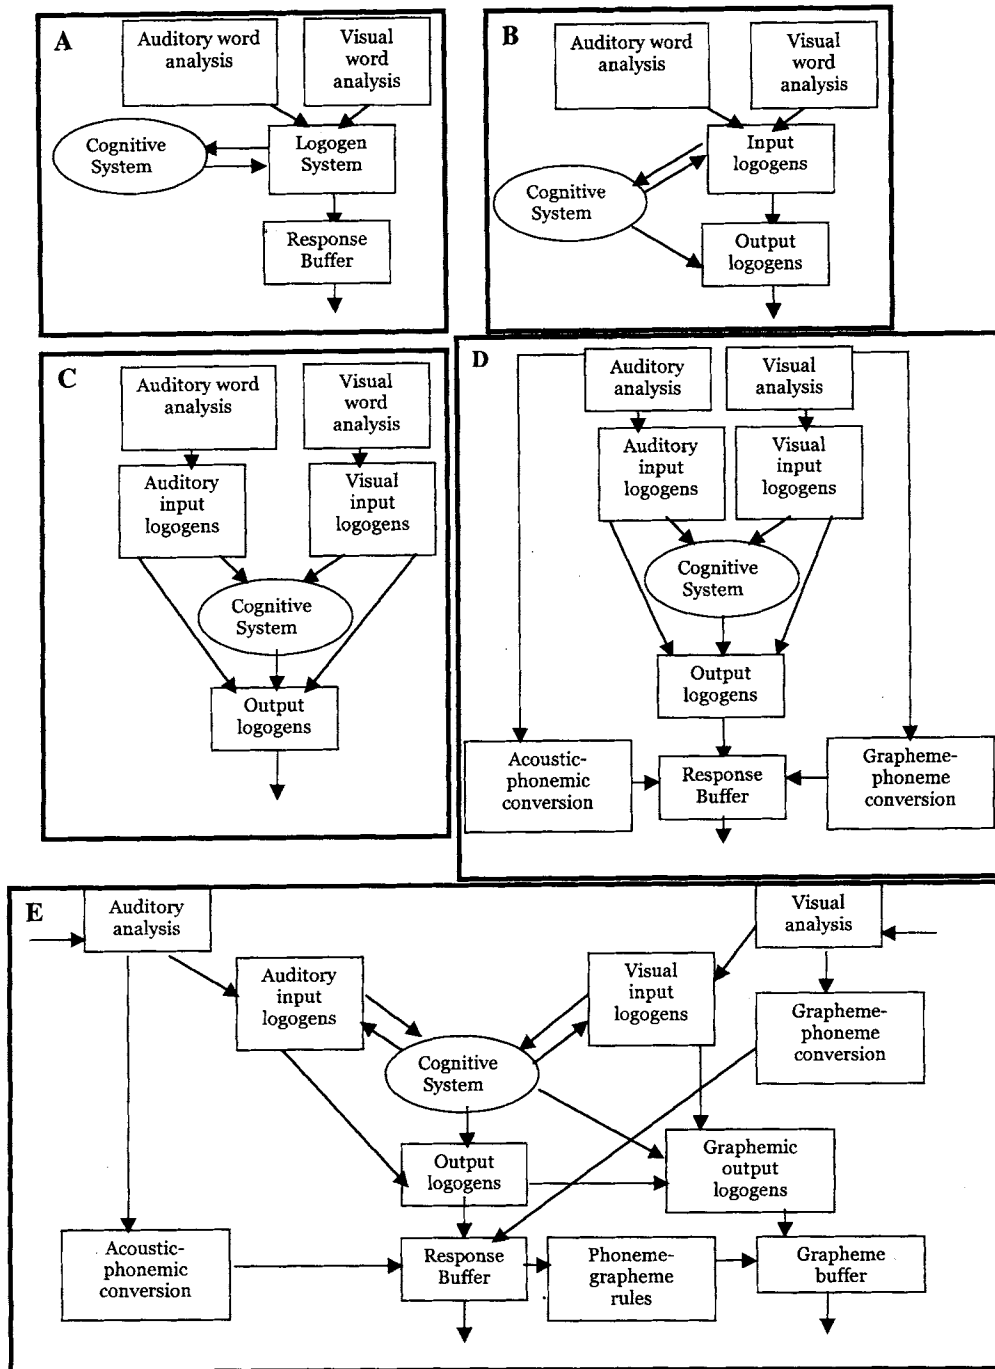 A
Auditory word
analysis
Visual
word
analysis
Cognitive
System
Logogen
System
Response
Buffer
B
Auditory word
analysis
Visual
word
analysis
Input
logogens
Cognitive
System
Output
logogens
C
Auditory word
analysis
Visual
word
analysis
Auditory
input
logogens
Visual
input
logogens
Cognitive
System
Output
logogens
D
Auditory
analysis
Visual
analysis
Auditory
input
logogens
Visual
input
logogens
Cognitive
System
Output
logogens
Acoustic-
phonemic
conversion
Response
Buffer
Grapheme-
phoneme
conversion
E
Auditory
analysis
Visual
analysis
Auditory
input
logogens
Visual
input
logogens
Grapheme-
phoneme
conversion
Cognitive
System
Output
logogens
Graphemic
output
logogens
Acoustic-
phonemic
conversion
Response
Buffer
Phoneme-
grapheme
rules
Grapheme
buffer